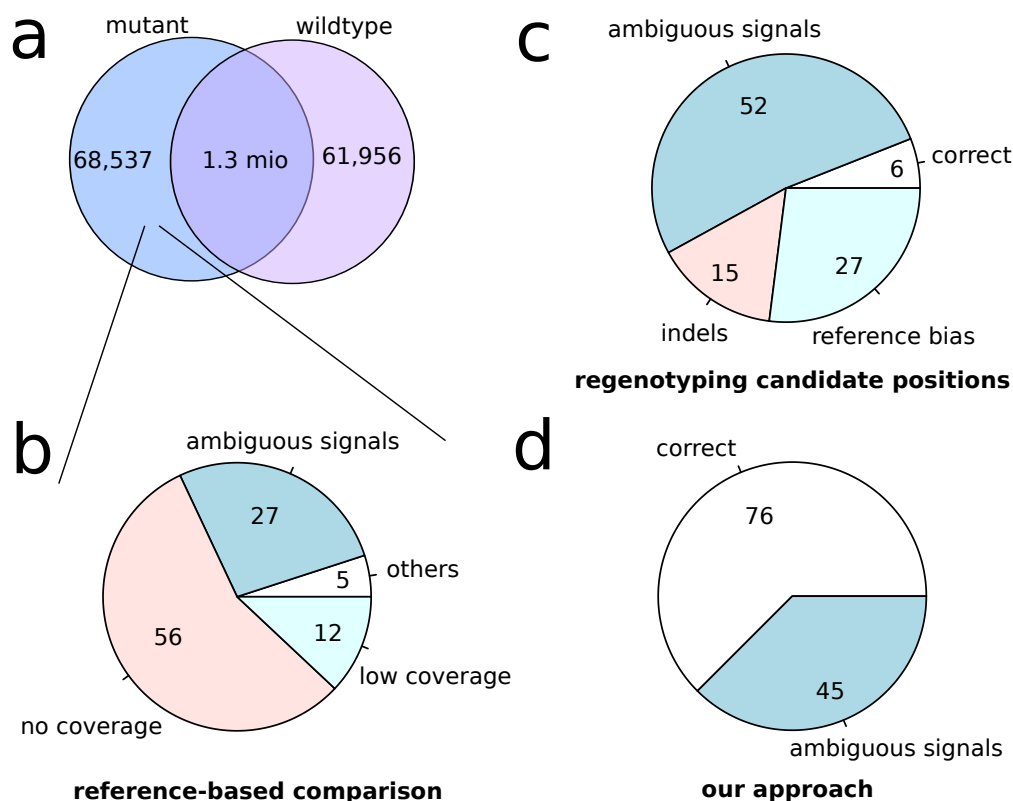 a
mutant
wildtype
68,537
1.3 mio
61,956
b
ambiguous signals
27
others
5
12
low coverage
56
no coverage
reference-based comparison
c
ambiguous signals
52
correct
6
15
27
indels
reference bias
regenotyping candidate positions
d
correct
76
45
ambiguous signals
our approach